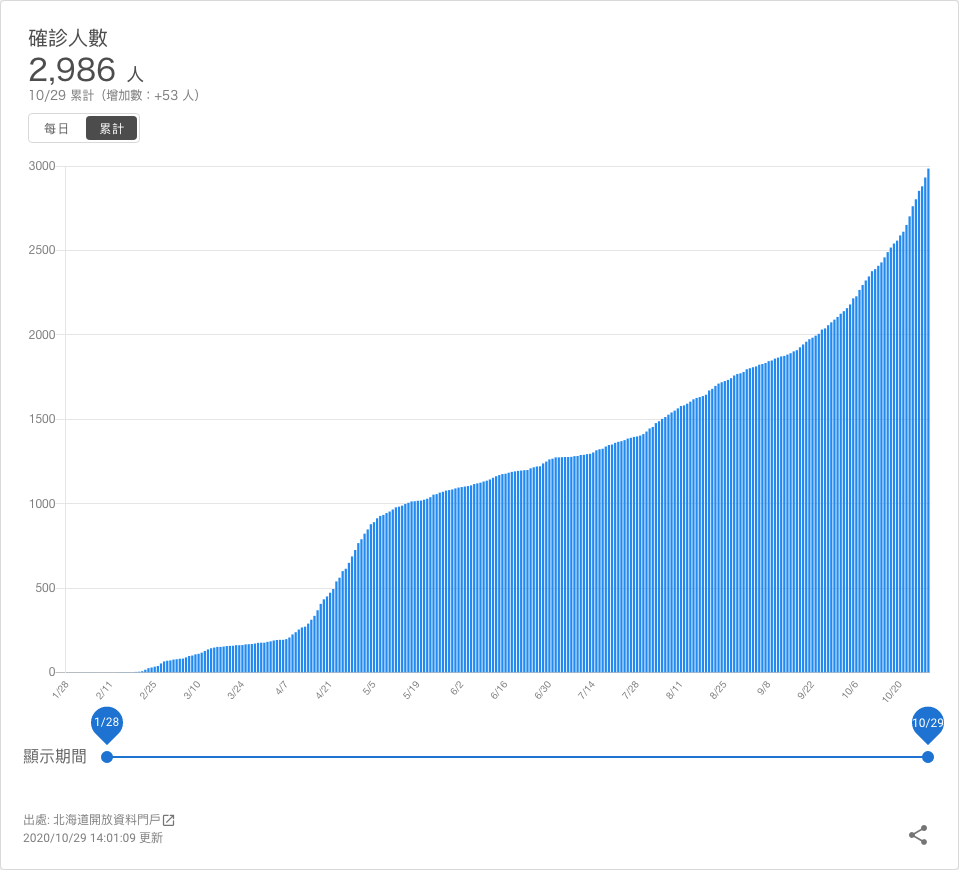 確診人數
2,986 人
10/29 累計（增加數：+53 人）
每日 累計
3000
2500
2000
1500
1000
500
0
1/28 2/11 2/25 3/10 3/24 4/7 4/21 5/5 5/19 6/2 6/16 6/30 7/14 7/28 8/11 8/25 9/8 9/22 10/6 10/20
1/28 10/29
顯示期間
出處: 北海道開放資料門戶
2020/10/29 14:01:09 更新